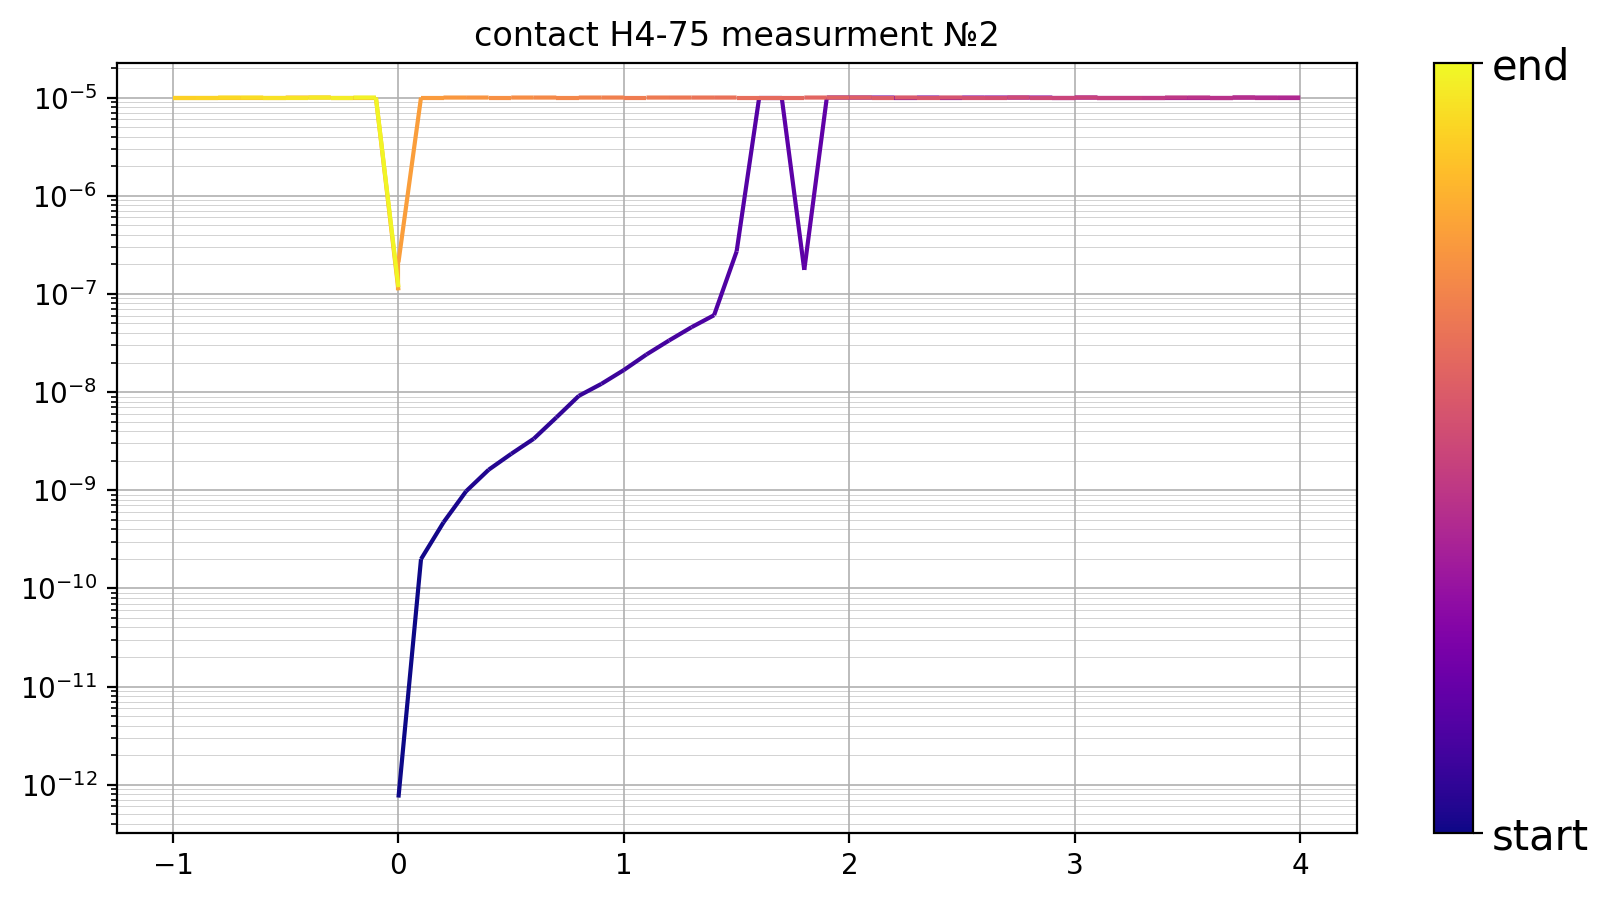 contact H4-75 measurment №2
10⁻⁵
10⁻⁶
10⁻⁷
10⁻⁸
10⁻⁹
10⁻¹⁰
10⁻¹¹
10⁻¹²
−1 0 1 2 3 4
end
start